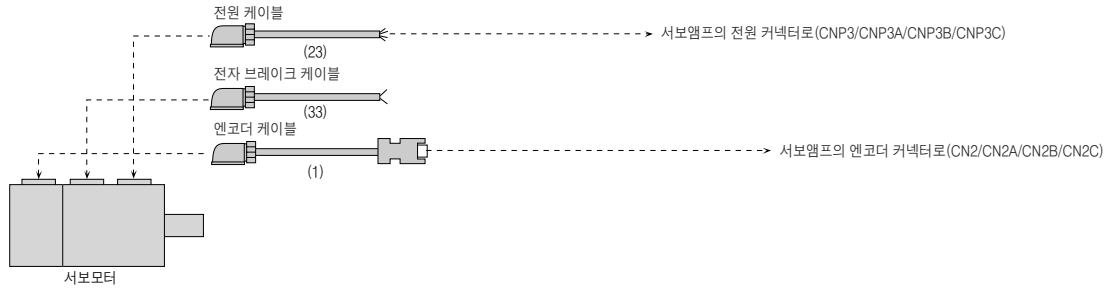 전원 케이블
서보앰프의 전원 커넥터로(CNP3/CNP3A/CNP3B/CNP3C)
(23)
전자 브레이크 케이블
(33)
엔코더 케이블
서보앰프의 엔코더 커넥터로(CN2/CN2A/CN2B/CN2C)
(1)
서보모터